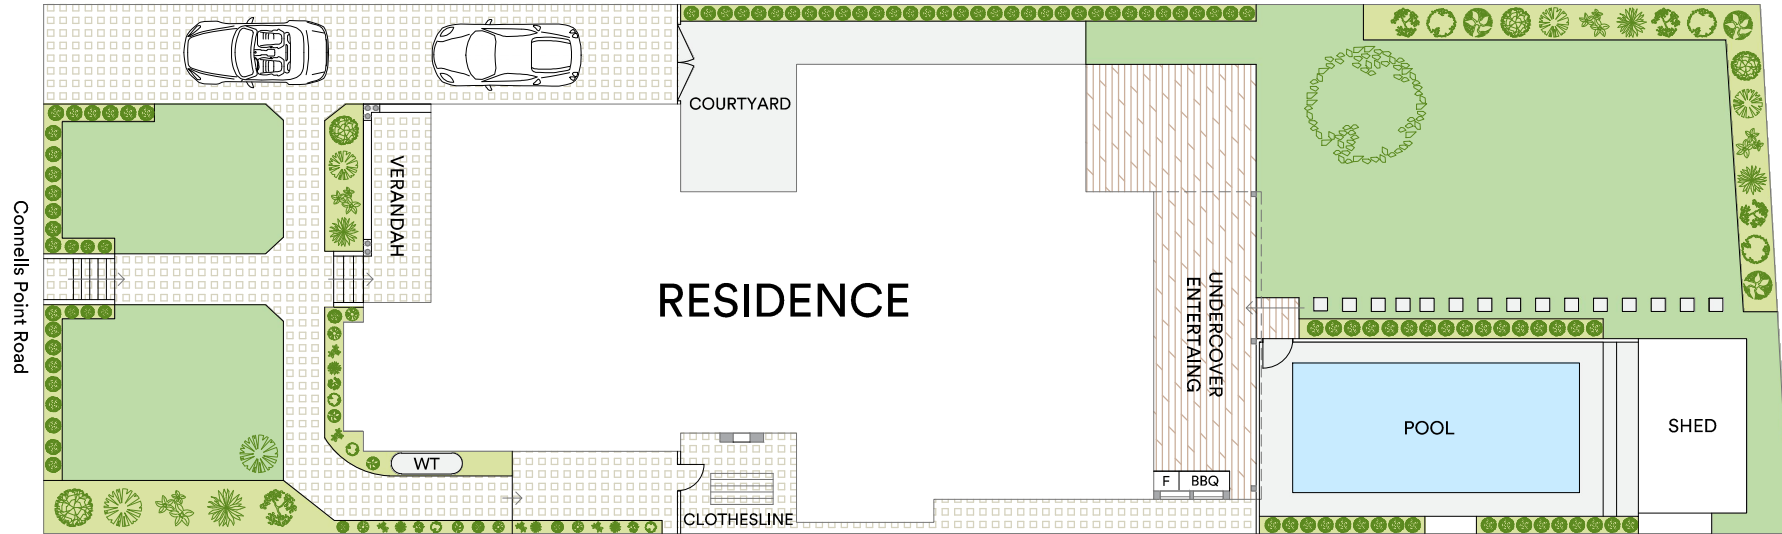 COURTYARD
VERANDAH
Connells Point Road
RESIDENCE
UNDERCOVER
ENTERTAING
POOL
SHED
WT
F
BBQ
CLOTHESLINE